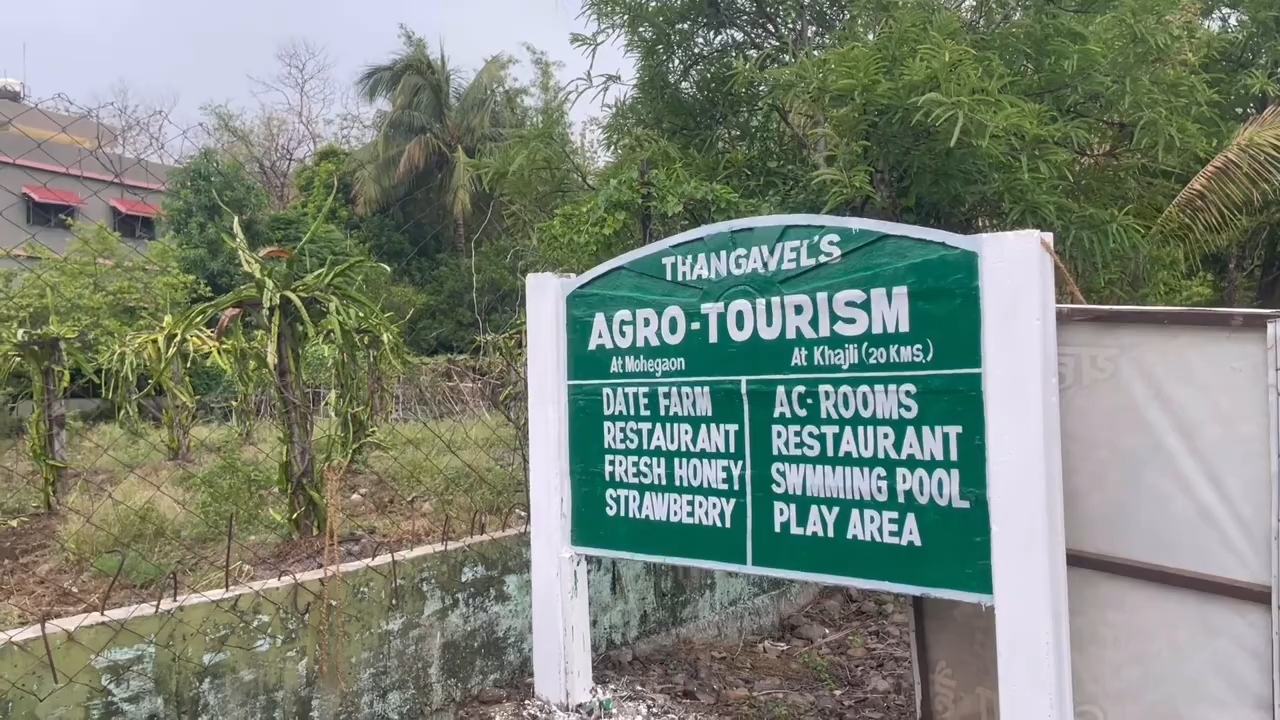 THANGAVEL'S
AGRO-TOURISM
At Mohegaon At Khajli (20 KMS.)
DATE FARM
RESTAURANT
FRESH HONEY
STRAWBERRY
AC-ROOMS
RESTAURANT
SWMMING POOL
PLAY AREA